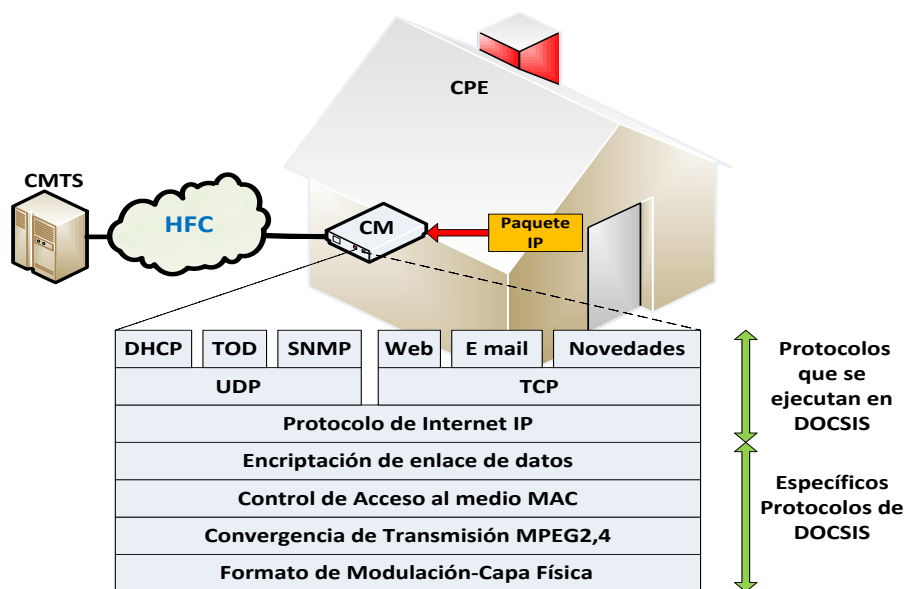 CPE
CMTS
HFC
CM
Paquete
IP
DHCP
TOD
SNMP
Web
E mail
Novedades
UDP
TCP
Protocolo de Internet IP
Encriptación de enlace de datos
Control de Acceso al medio MAC
Convergencia de Transmisión MPEG2,4
Formato de Modulación-Capa Física
Protocolos
que se
ejecutan en
DOCSIS
Específicos
Protocolos de
DOCSIS